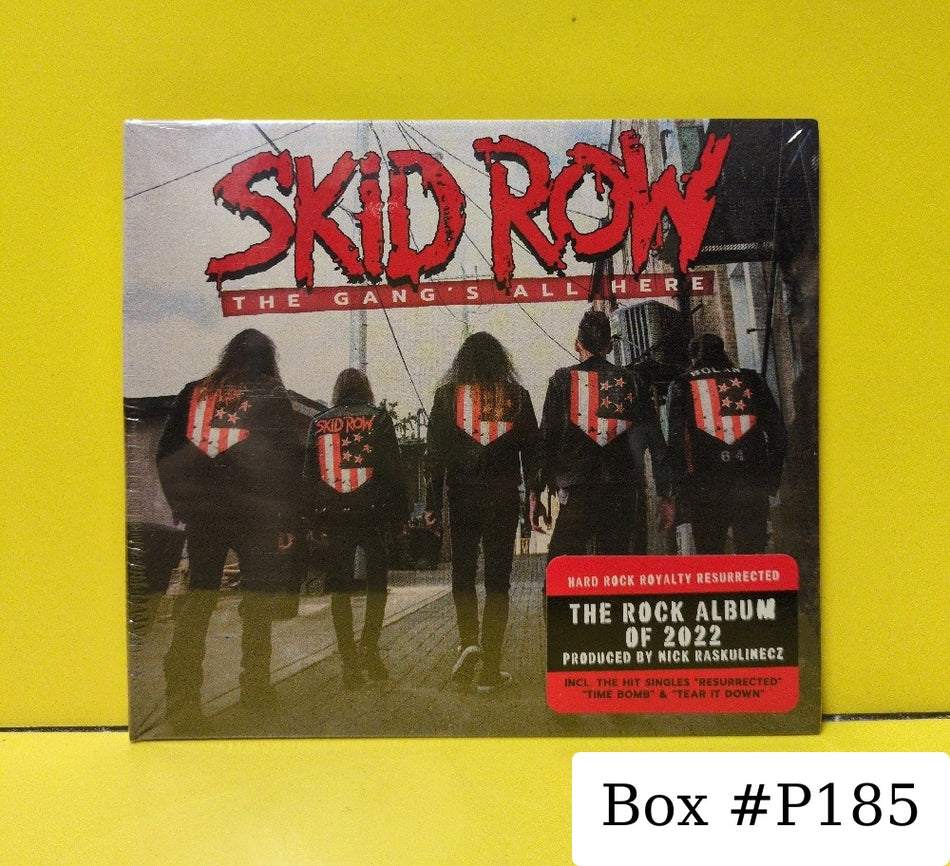 SKID ROW
THE GANG'S ALL HERE
SKID ROW
BOLAN
64
HARD ROCK ROYALTY RESURRECTED
THE ROCK ALBUM
OF 2022
PRODUCED BY NICK RASKULINECZ
INCL. THE HIT SINGLES "RESURRECTED"
"TIME BOMB" & "TEAR IT DOWN"
Box #P185